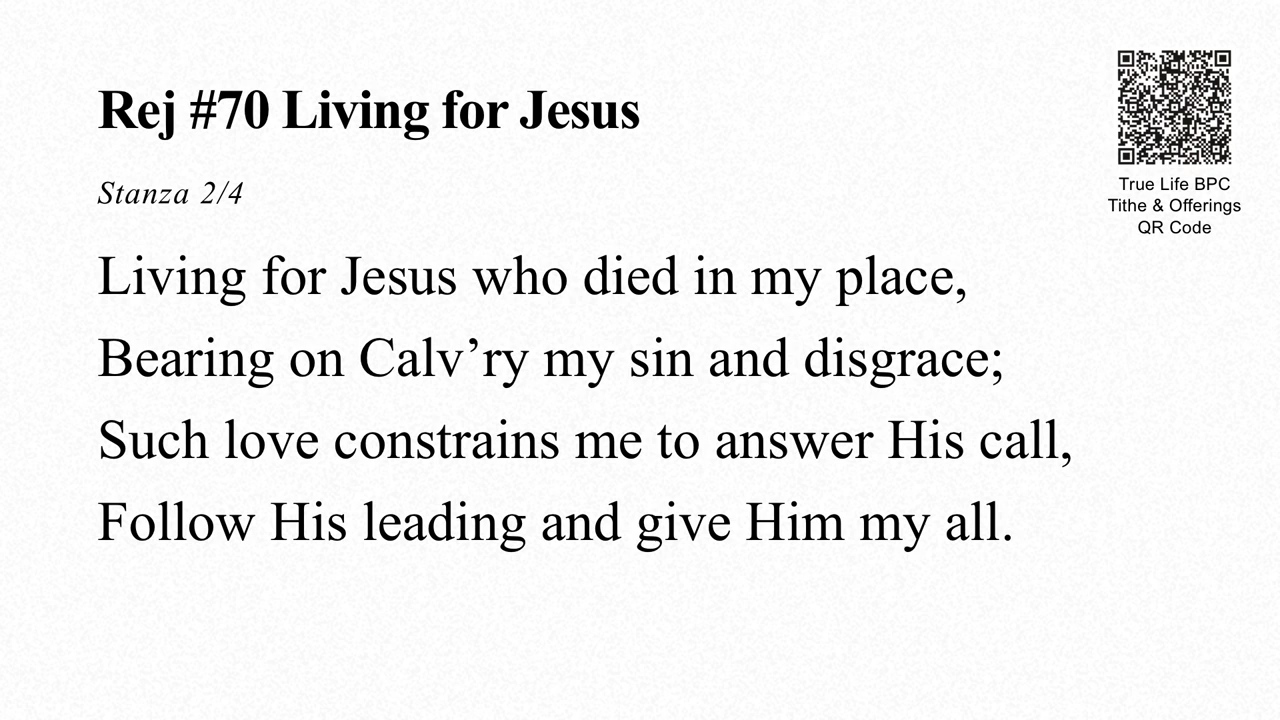 Rej #70 Living for Jesus
Stanza 2/4
Living for Jesus who died in my place,
Bearing on Calv’ry my sin and disgrace;
Such love constrains me to answer His call,
Follow His leading and give Him my all.
True Life BPC
Tithe & Offerings
QR Code